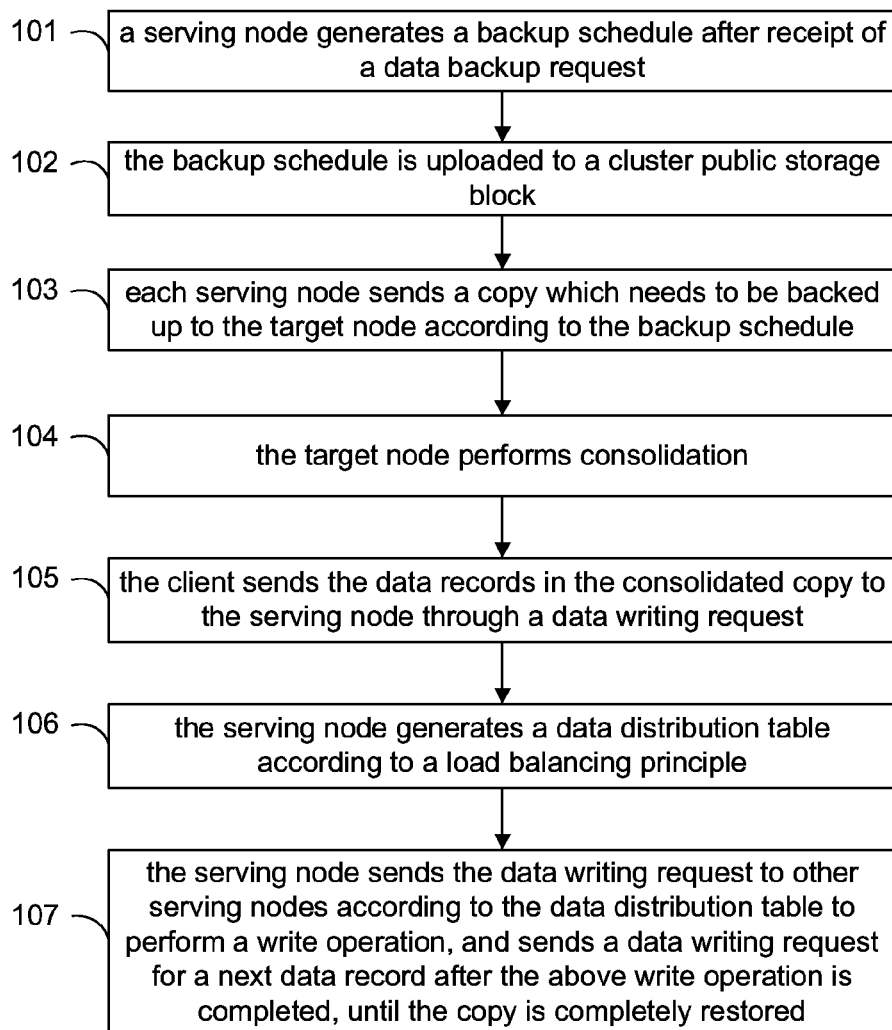 101
a serving node generates a backup schedule after receipt of
a data backup request
102
the backup schedule is uploaded to a cluster public storage
block
103
each serving node sends a copy which needs to be backed
up to the target node according to the backup schedule
104
the target node performs consolidation
105
the client sends the data records in the consolidated copy to
the serving node through a data writing request
106
the serving node generates a data distribution table
according to a load balancing principle
107
the serving node sends the data writing request to other
serving nodes according to the data distribution table to
perform a write operation, and sends a data writing request
for a next data record after the above write operation is
completed, until the copy is completely restored